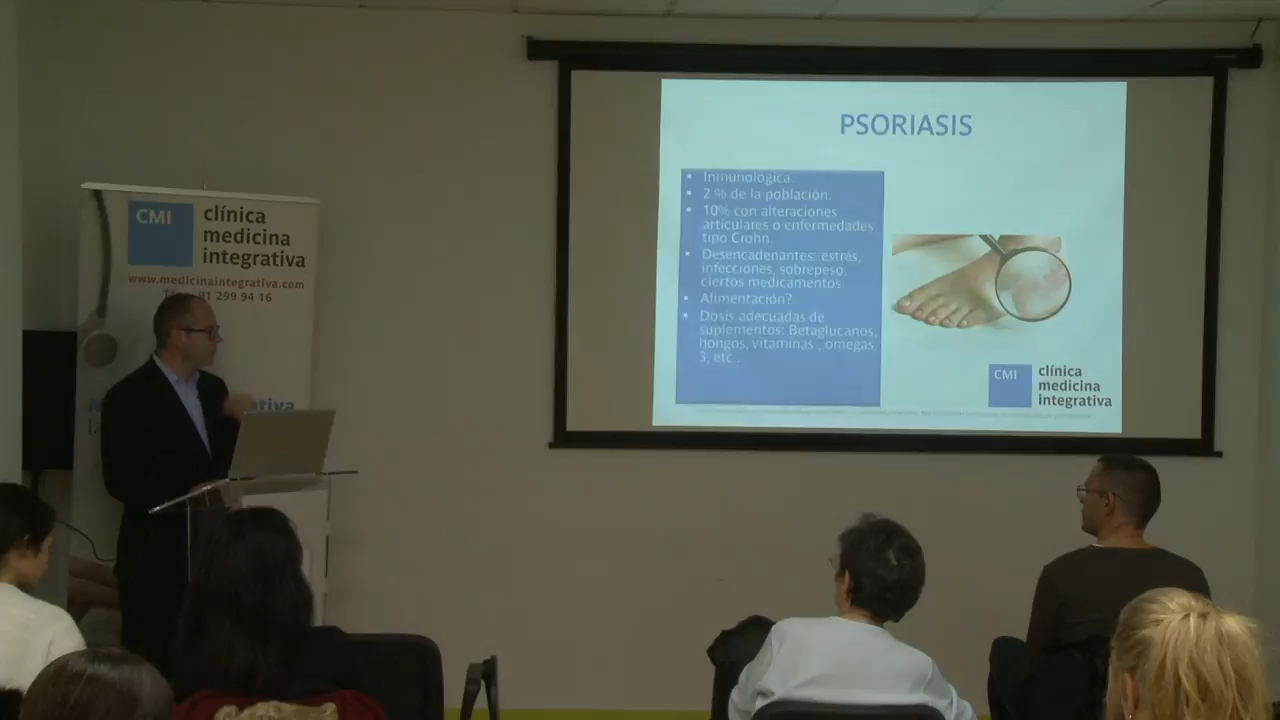 PSORIASIS
• Inmunológica.
• 2 % de la población.
• 10% con alteraciones
articulares o enfermedades
tipo Crohn.
• Desencadenantes: estrés,
infecciones, sobrepeso,
ciertos medicamentos.
• Alimentación?
• Dosis adecuadas de
suplementos: Betaglucanos,
hongos, vitaminas , omegas
3, etc..
CMI
clínica
medicina
integrativa
CMI
clínica
medicina
integrativa
www.medicinaintegrativa.com
91 299 94 16